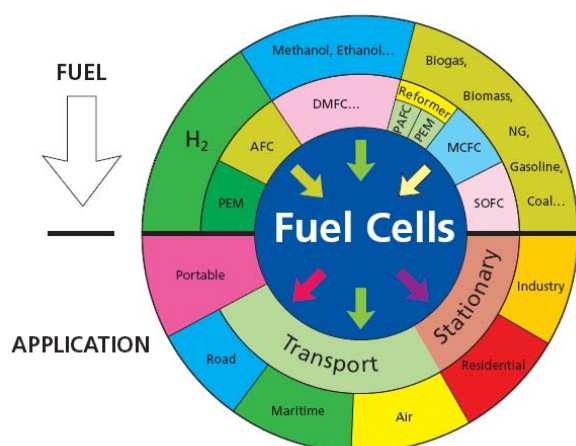 FUEL
Methanol, Ethanol...
Biogas,
Biomass,
NG,
Gasoline,
Coal...
H2
Reformer
DMFC...
PAFC
PEM
AFC
MCFC
PEM
SOFC
Fuel Cells
APPLICATION
Portable
Transport
Stationary
Road
Maritime
Air
Residential
Industry